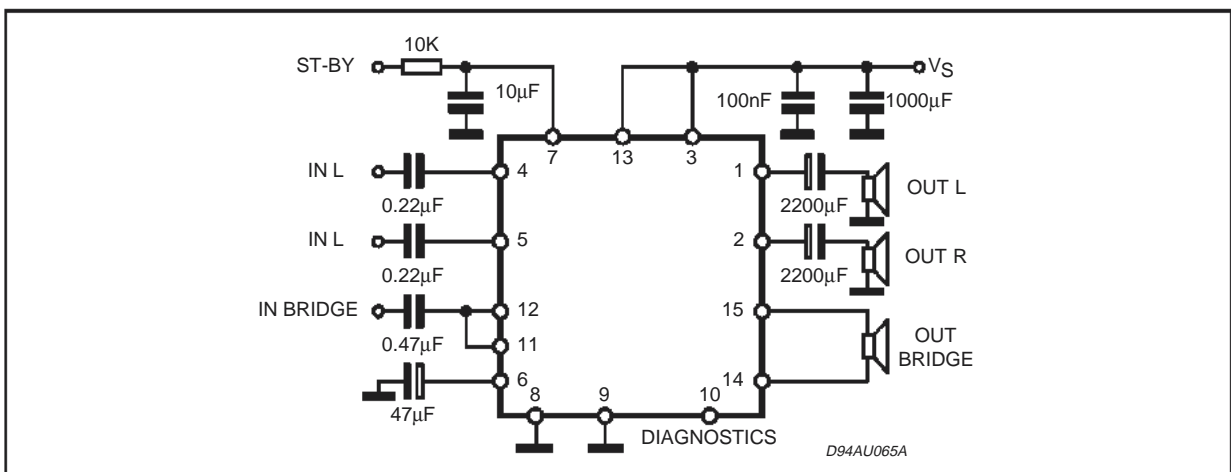 10K
ST-BY
VS
10µF
100nF
1000µF
7
13
3
IN L
4
1
0.22µF
2200µF
OUT L
IN L
5
2
0.22µF
2200µF
OUT R
IN BRIDGE
12
15
0.47µF
11
OUT
BRIDGE
6
14
47µF
8
9
10
DIAGNOSTICS
D94AU065A